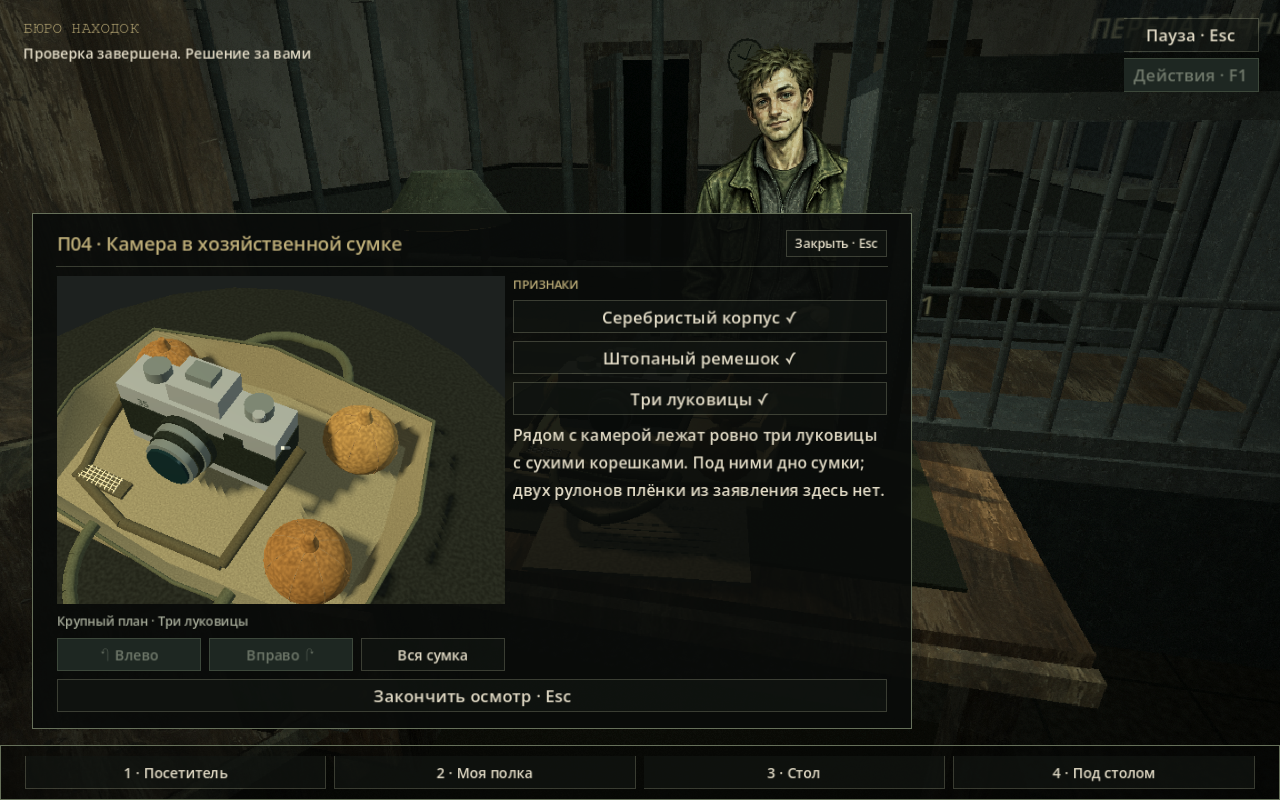 БЮРО НАХОДОК
Проверка завершена. Решение за вами
Пауза · Esc
Действия · F1
П04 · Камера в хозяйственной сумке
Закрыть · Esc
ПРИЗНАКИ
Серебристый корпус ✓
Штопаный ремешок ✓
Три луковицы ✓
Рядом с камерой лежат ровно три луковицы
с сухими корешками. Под ними дно сумки;
двух рулонов плёнки из заявления здесь нет.
35
Крупный план · Три луковицы
Влево
Вправо
Вся сумка
Закончить осмотр · Esc
1 · Посетитель
2 · Моя полка
3 · Стол
4 · Под столом